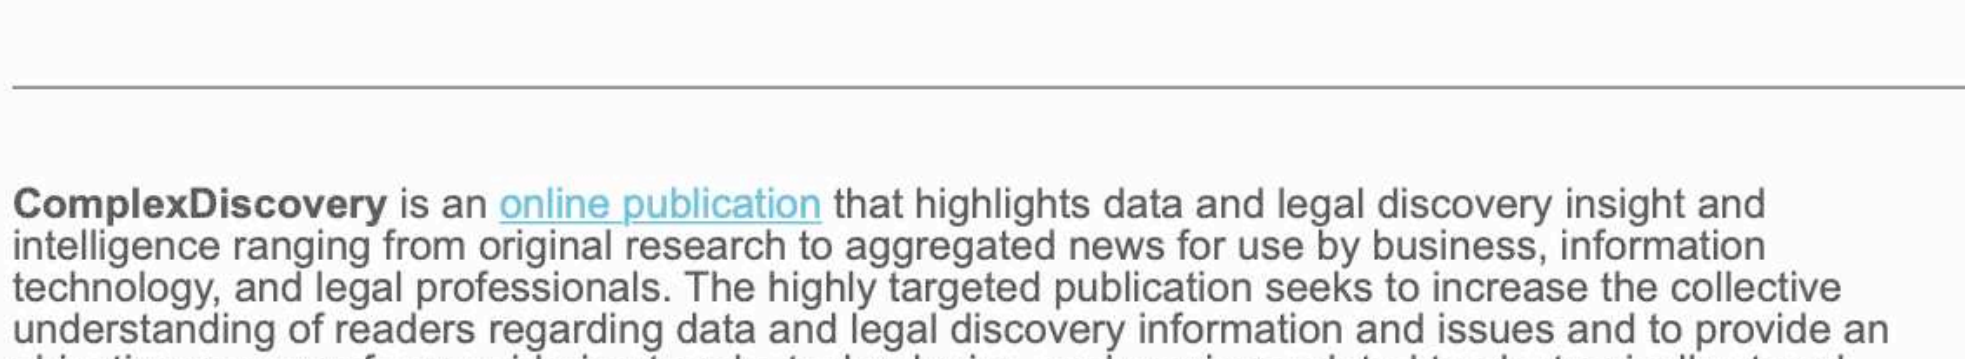 ComplexDiscovery is an online publication that highlights data and legal discovery insight and
intelligence ranging from original research to aggregated news for use by business, information
technology, and legal professionals. The highly targeted publication seeks to increase the collective
understanding of readers regarding data and legal discovery information and issues and to provide an